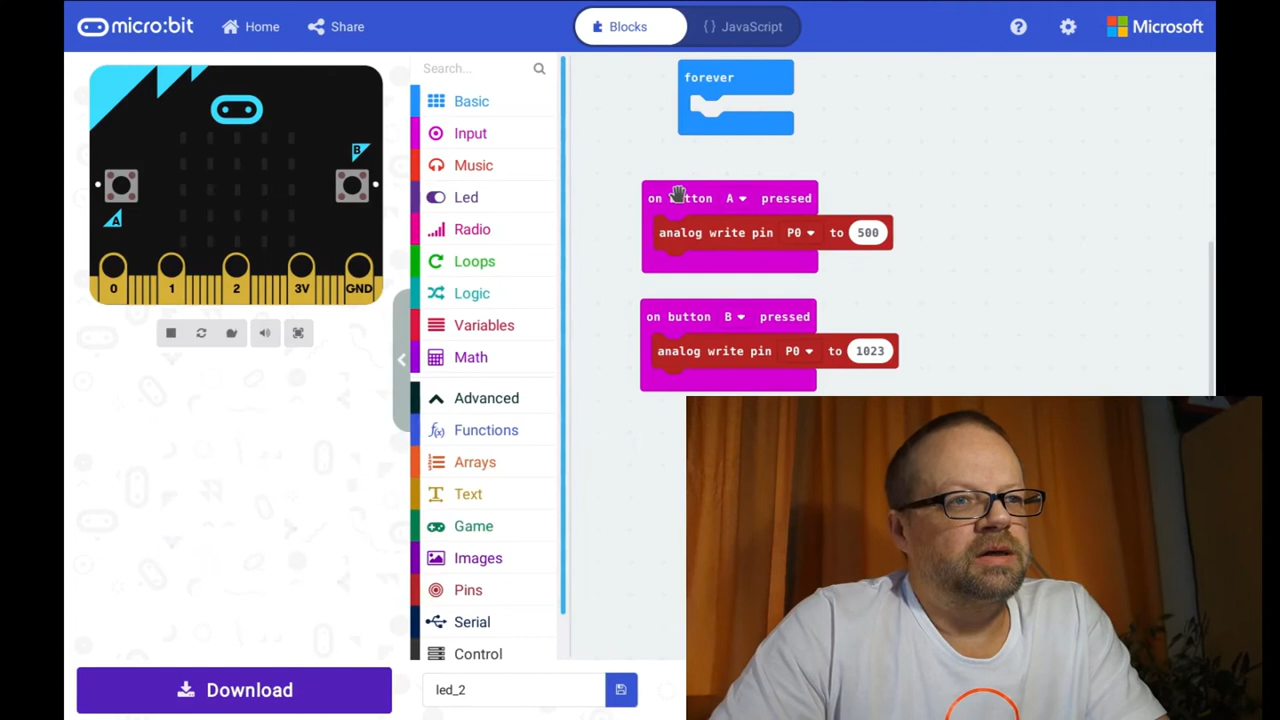 micro:bit Home Share Blocks {} JavaScript ? Microsoft
Search...
Basic
Input
Music
Led
Radio
Loops
Logic
Variables
Math
Advanced
Functions
Arrays
Text
Game
Images
Pins
Serial
Control
B
A
0 1 2 3V GND
Download
led_2
forever
on button A pressed
analog write pin P0 to 500
on button B pressed
analog write pin P0 to 1023